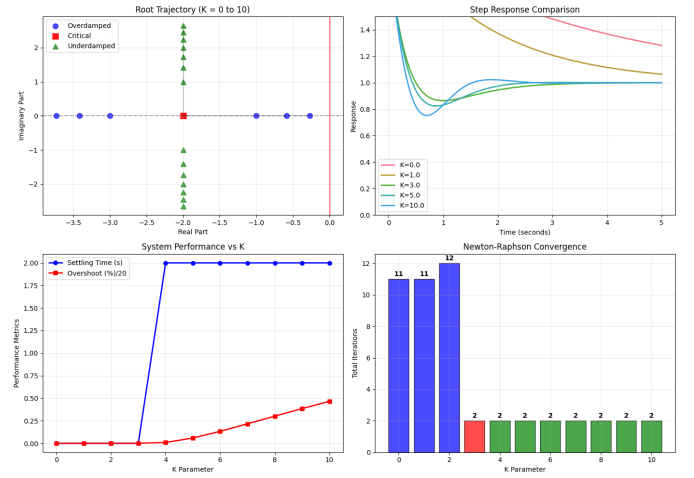 Root Trajectory (K = 0 to 10)
Overdamped
Critical
Underdamped
2
1
0
−1
−2
Imaginary Part
−3.5 −3.0 −2.5 −2.0 −1.5 −1.0 −0.5 0.0
Real Part
Step Response Comparison
1.4
1.2
1.0
0.8
0.6
0.4
0.2
0.0
Response
K=0.0
K=1.0
K=3.0
K=5.0
K=10.0
0 1 2 3 4 5
Time (seconds)
System Performance vs K
Settling Time (s)
Overshoot (%)/20
2.00
1.75
1.50
1.25
1.00
0.75
0.50
0.25
0.00
Performance Metrics
0 2 4 6 8 10
K Parameter
Newton-Raphson Convergence
12
10
8
6
4
2
0
Total Iterations
11 11 12 2 2 2 2 2 2 2 2
0 2 4 6 8 10
K Parameter